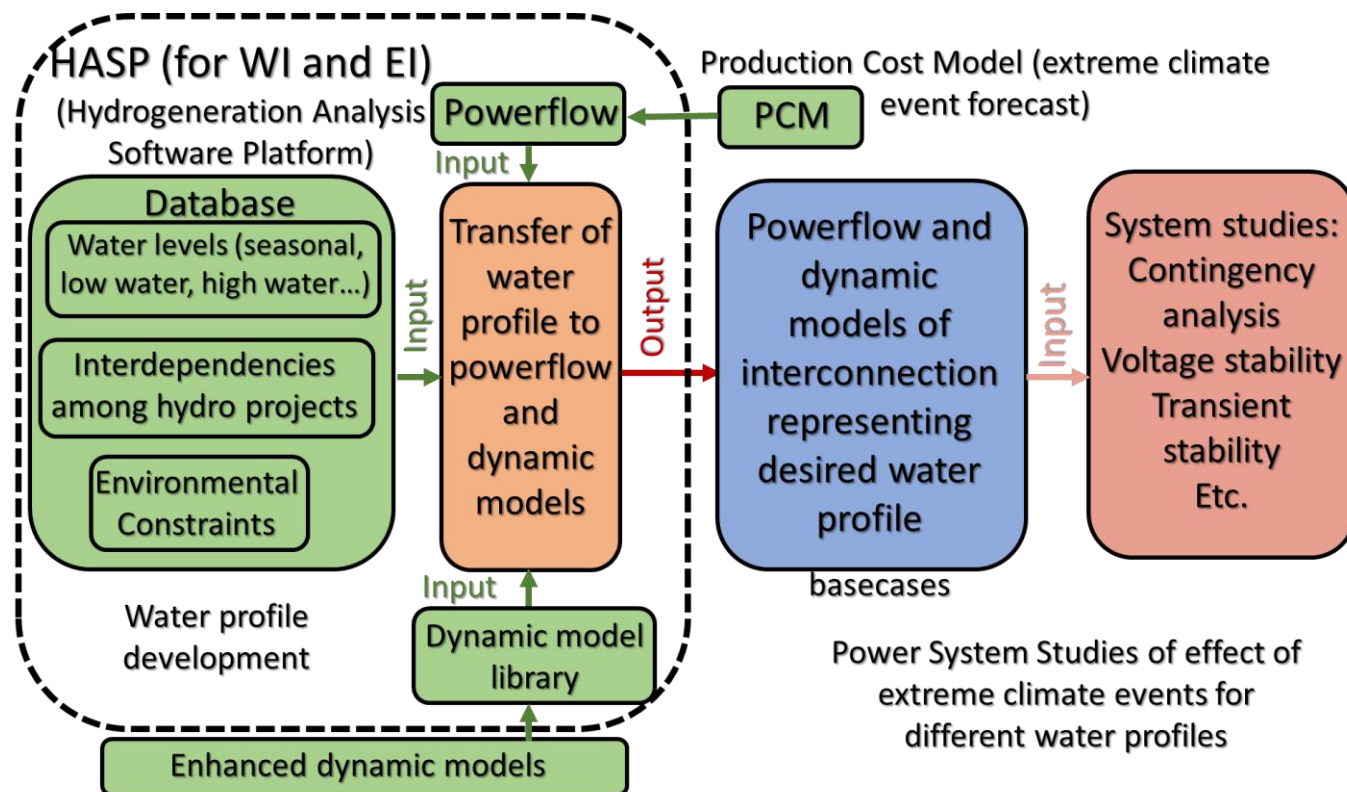 HASP (for WI and EI)
(Hydrogeneration Analysis
Software Platform)
Powerflow
Production Cost Model (extreme climate
event forecast)
PCM
Input
Database
Water levels (seasonal,
low water, high water...)
Interdependencies
among hydro projects
Environmental
Constraints
Input
Transfer of
water
profile to
powerflow
and
dynamic
models
Output
Powerflow and
dynamic
models of
interconnection
representing
desired water
profile
basecases
Input
System studies:
Contingency
analysis
Voltage stability
Transient
stability
Etc.
Input
Water profile
development
Dynamic model
library
Enhanced dynamic models
Power System Studies of effect of
extreme climate events for
different water profiles